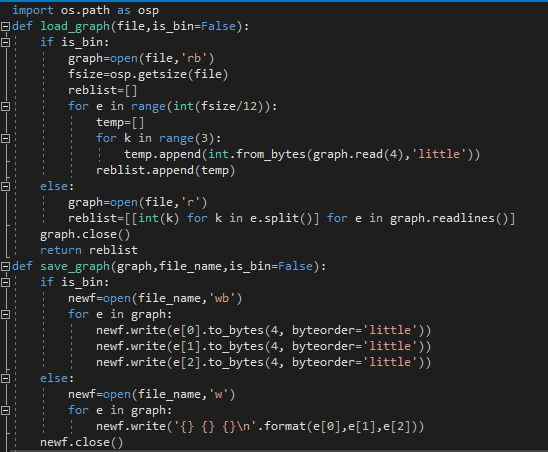 import os.path as osp
def load_graph(file,is_bin=False):
    if is_bin:
        graph=open(file,'rb')
        fsize=osp.getsize(file)
        reblist=[]
        for e in range(int(fsize/12)):
            temp=[]
            for k in range(3):
                temp.append(int.from_bytes(graph.read(4),'little'))
            reblist.append(temp)
    else:
        graph=open(file,'r')
        reblist=[[int(k) for k in e.split()] for e in graph.readlines()]
    graph.close()
    return reblist
def save_graph(graph,file_name,is_bin=False):
    if is_bin:
        newf=open(file_name,'wb')
        for e in graph:
            newf.write(e[0].to_bytes(4, byteorder='little'))
            newf.write(e[1].to_bytes(4, byteorder='little'))
            newf.write(e[2].to_bytes(4, byteorder='little'))
    else:
        newf=open(file_name,'w')
        for e in graph:
            newf.write('{} {} {}\n'.format(e[0],e[1],e[2]))
    newf.close()